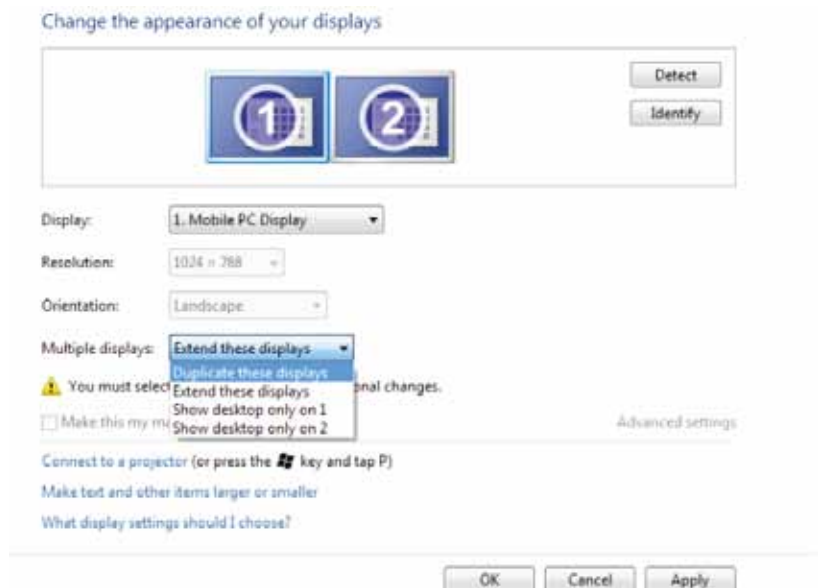 Change the appearance of your displays
1
2
Detect
Identify
Display:
1. Mobile PC Display
Resolution:
1024 × 768
Orientation:
Landscape
Multiple displays:
Extend these displays
Duplicate these displays
You must select
onal changes.
Extend these displays
Show desktop only on 1
Make this my m
Advanced settings
Show desktop only on 2
Connect to a projector (or press the key and tap P)
Make text and other items larger or smaller
What display settings should I choose?
OK
Cancel
Apply